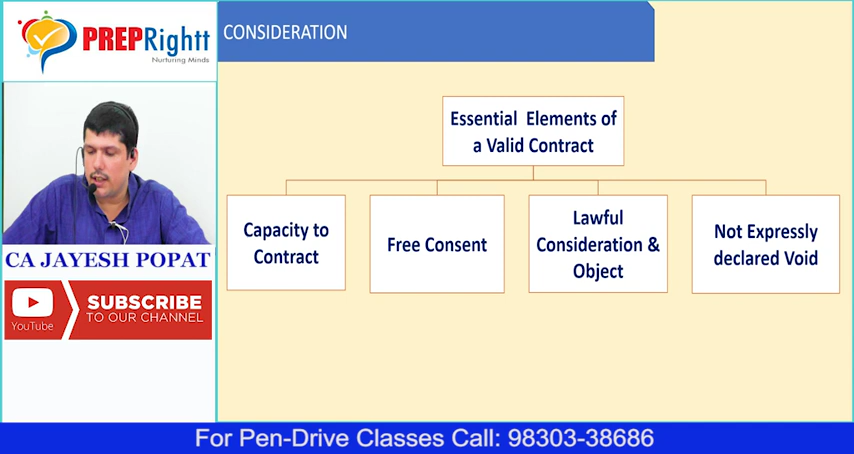 PREPRightt
Nurturing Minds
CONSIDERATION
Essential Elements of
a Valid Contract
Capacity to
Contract
Free Consent
Lawful
Consideration &
Object
Not Expressly
declared Void
CA JAYESH POPAT
YouTube
SUBSCRIBE
TO OUR CHANNEL
For Pen-Drive Classes Call: 98303-38686